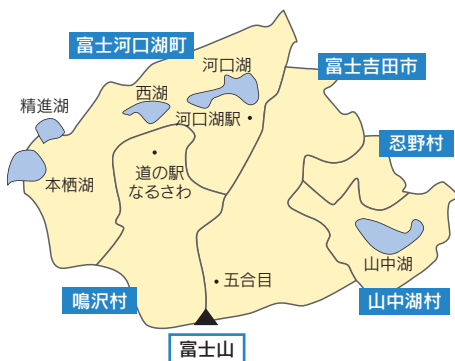 富士河口湖町
河口湖
富士吉田市
西湖
精進湖
河口湖駅
忍野村
道の駅
なるさわ
本栖湖
山中湖
五合目
鳴沢村
山中湖村
富士山